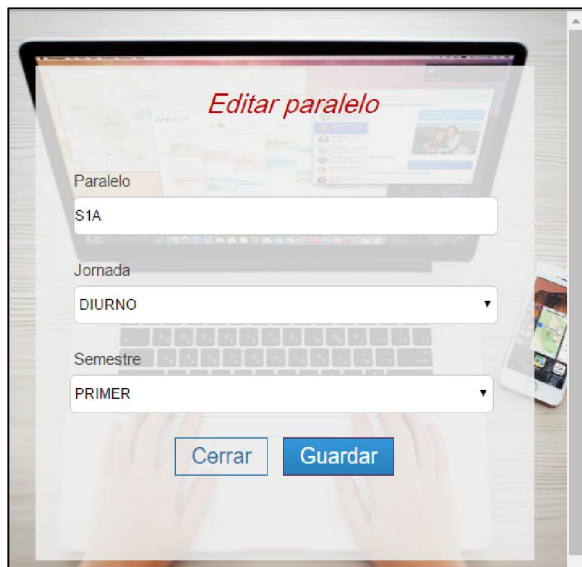 Editar paralelo
Paralelo
S1A
Jornada
DIURNO
Semestre
PRIMER
Cerrar Guardar